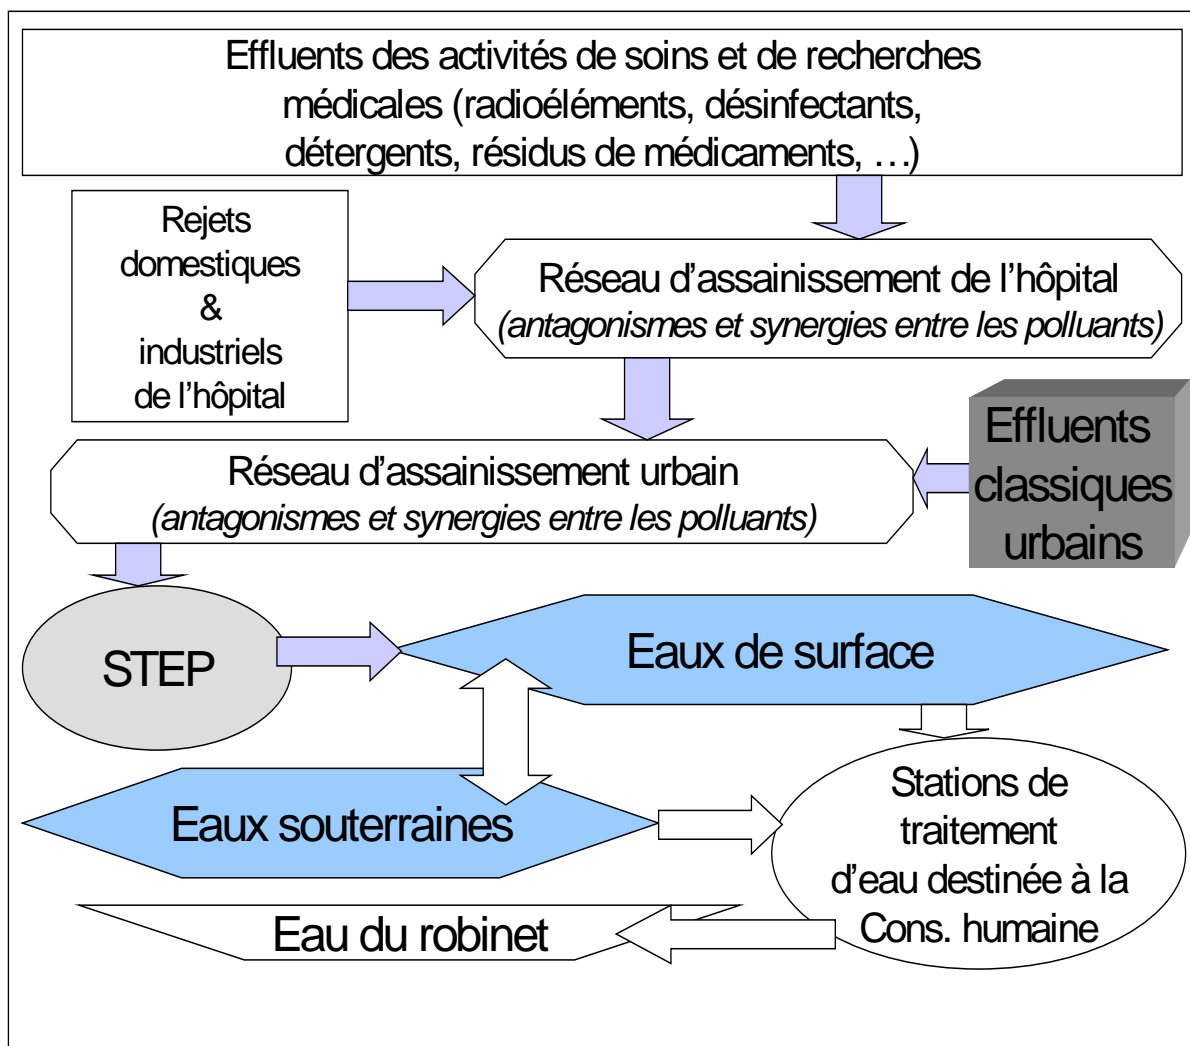 Effluents des activités de soins et de recherches
médicales (radioéléments, désinfectants,
détergents, résidus de médicaments, …)
Rejets
domestiques
&
industriels
de l’hôpital
Réseau d’assainissement de l’hôpital
(antagonismes et synergies entre les polluants)
Effluents
classiques
urbains
Réseau d’assainissement urbain
(antagonismes et synergies entre les polluants)
STEP
Eaux de surface
Eaux souterraines
Stations de
traitement
d’eau destinée à la
Cons. humaine
Eau du robinet